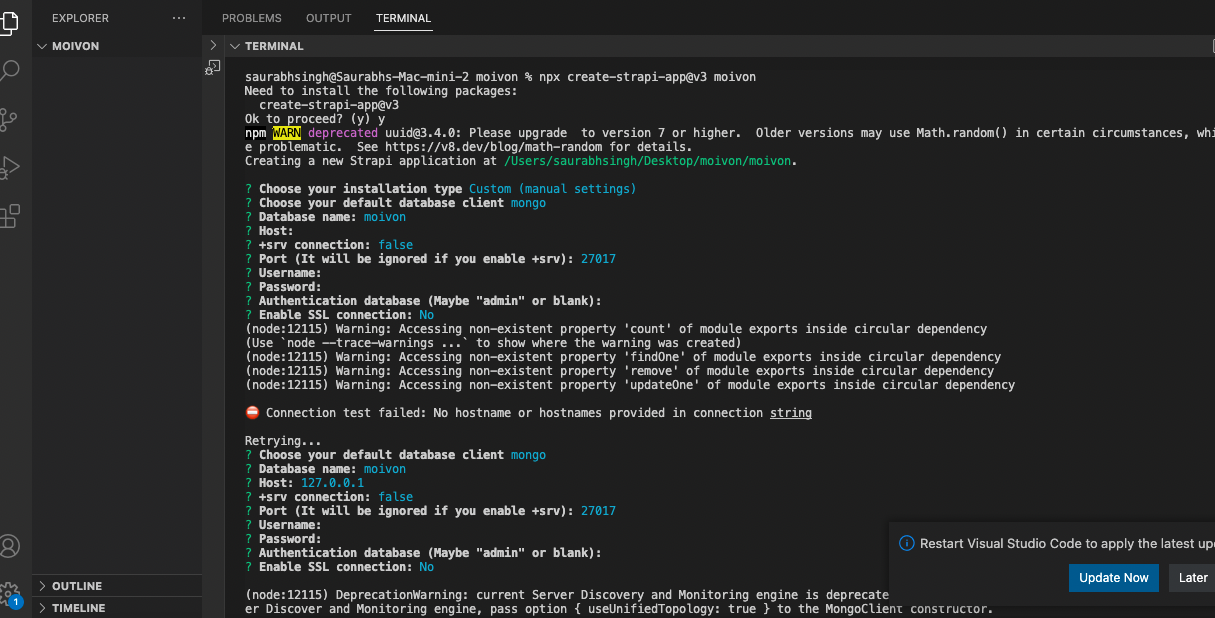 EXPLORER
···
MOIVON
OUTLINE
TIMELINE
1
PROBLEMS OUTPUT TERMINAL
TERMINAL
saurabhsingh@Saurabhs-Mac-mini-2 moivon % npx create-strapi-app@v3 moivon
Need to install the following packages:
create-strapi-app@v3
Ok to proceed? (y) y
npm WARN deprecated uuid@3.4.0: Please upgrade  to version 7 or higher.  Older versions may use Math.random() in certain circumstances, whi
e problematic.  See https://v8.dev/blog/math-random for details.
Creating a new Strapi application at /Users/saurabhsingh/Desktop/moivon/moivon.
? Choose your installation type Custom (manual settings)
? Choose your default database client mongo
? Database name: moivon
? Host:
? +srv connection: false
? Port (It will be ignored if you enable +srv): 27017
? Username:
? Password:
? Authentication database (Maybe "admin" or blank):
? Enable SSL connection: No
(node:12115) Warning: Accessing non-existent property 'count' of module exports inside circular dependency
(Use `node --trace-warnings ...` to show where the warning was created)
(node:12115) Warning: Accessing non-existent property 'findOne' of module exports inside circular dependency
(node:12115) Warning: Accessing non-existent property 'remove' of module exports inside circular dependency
(node:12115) Warning: Accessing non-existent property 'updateOne' of module exports inside circular dependency
⛔ Connection test failed: No hostname or hostnames provided in connection string
Retrying...
? Choose your default database client mongo
? Database name: moivon
? Host: 127.0.0.1
? +srv connection: false
? Port (It will be ignored if you enable +srv): 27017
? Username:
? Password:
? Authentication database (Maybe "admin" or blank):
? Enable SSL connection: No
(node:12115) DeprecationWarning: current Server Discovery and Monitoring engine is deprecate
er Discover and Monitoring engine, pass option { useUnifiedTopology: true } to the MongoClient constructor.
Restart Visual Studio Code to apply the latest up
Update Now Later